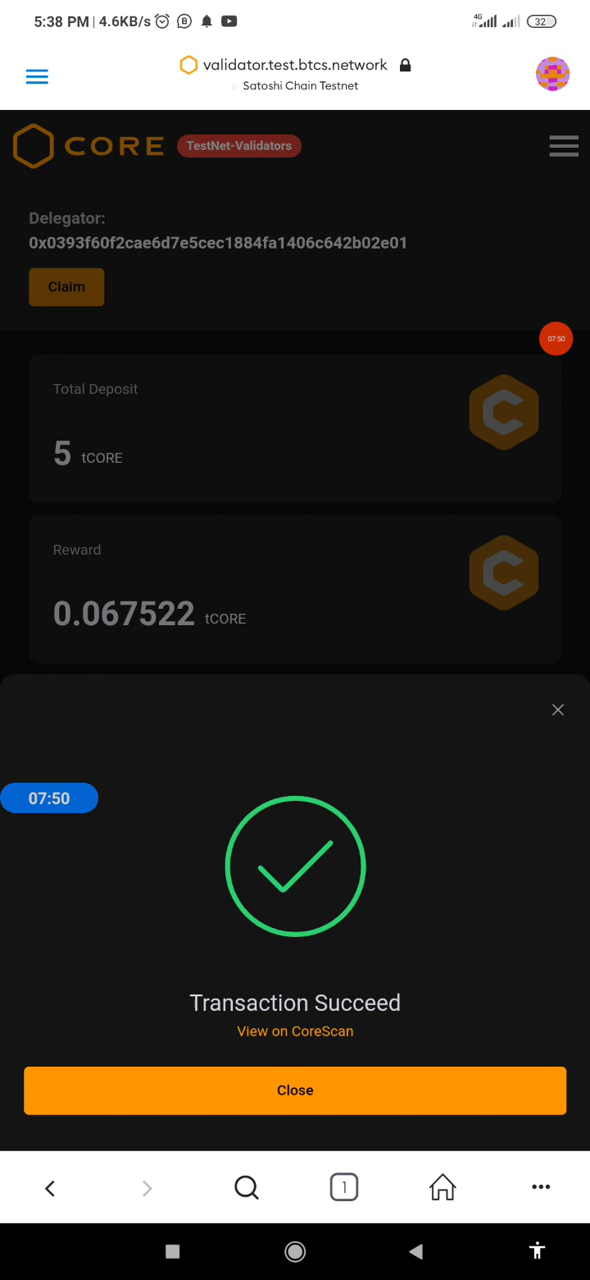 5:38 PM | 4.6KB/s
4G
32
validator.test.btcs.network
Satoshi Chain Testnet
CORE
TestNet-Validators
Delegator:
0x0393f60f2cae6d7e5cec1884fa1406c642b02e01
Claim
07:50
Total Deposit
5 tCORE
Reward
0.067522 tCORE
07:50
Transaction Succeed
View on CoreScan
Close
1